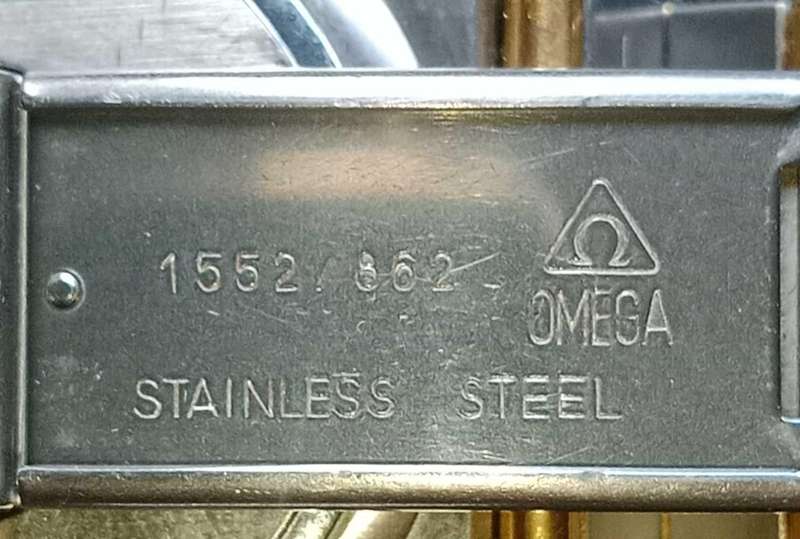 Ω
1552/862
OMEGA
STAINLESS STEEL